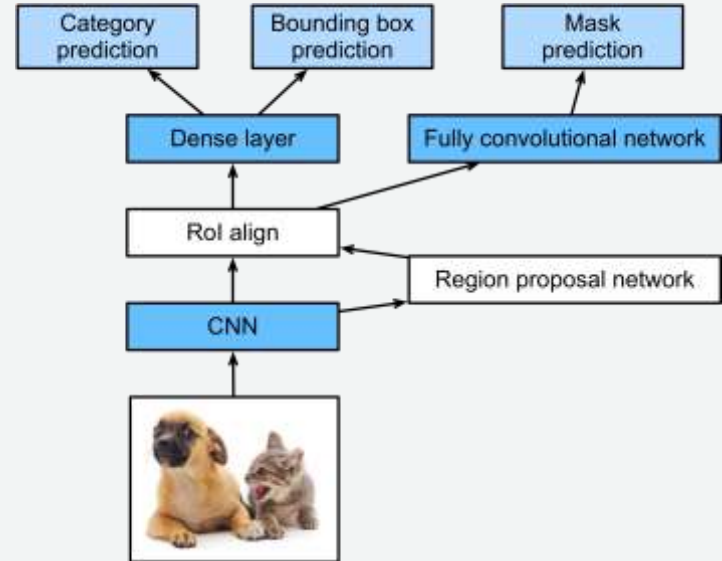 Category
prediction
Bounding box
prediction
Mask
prediction
Dense layer
Fully convolutional network
RoI align
Region proposal network
CNN